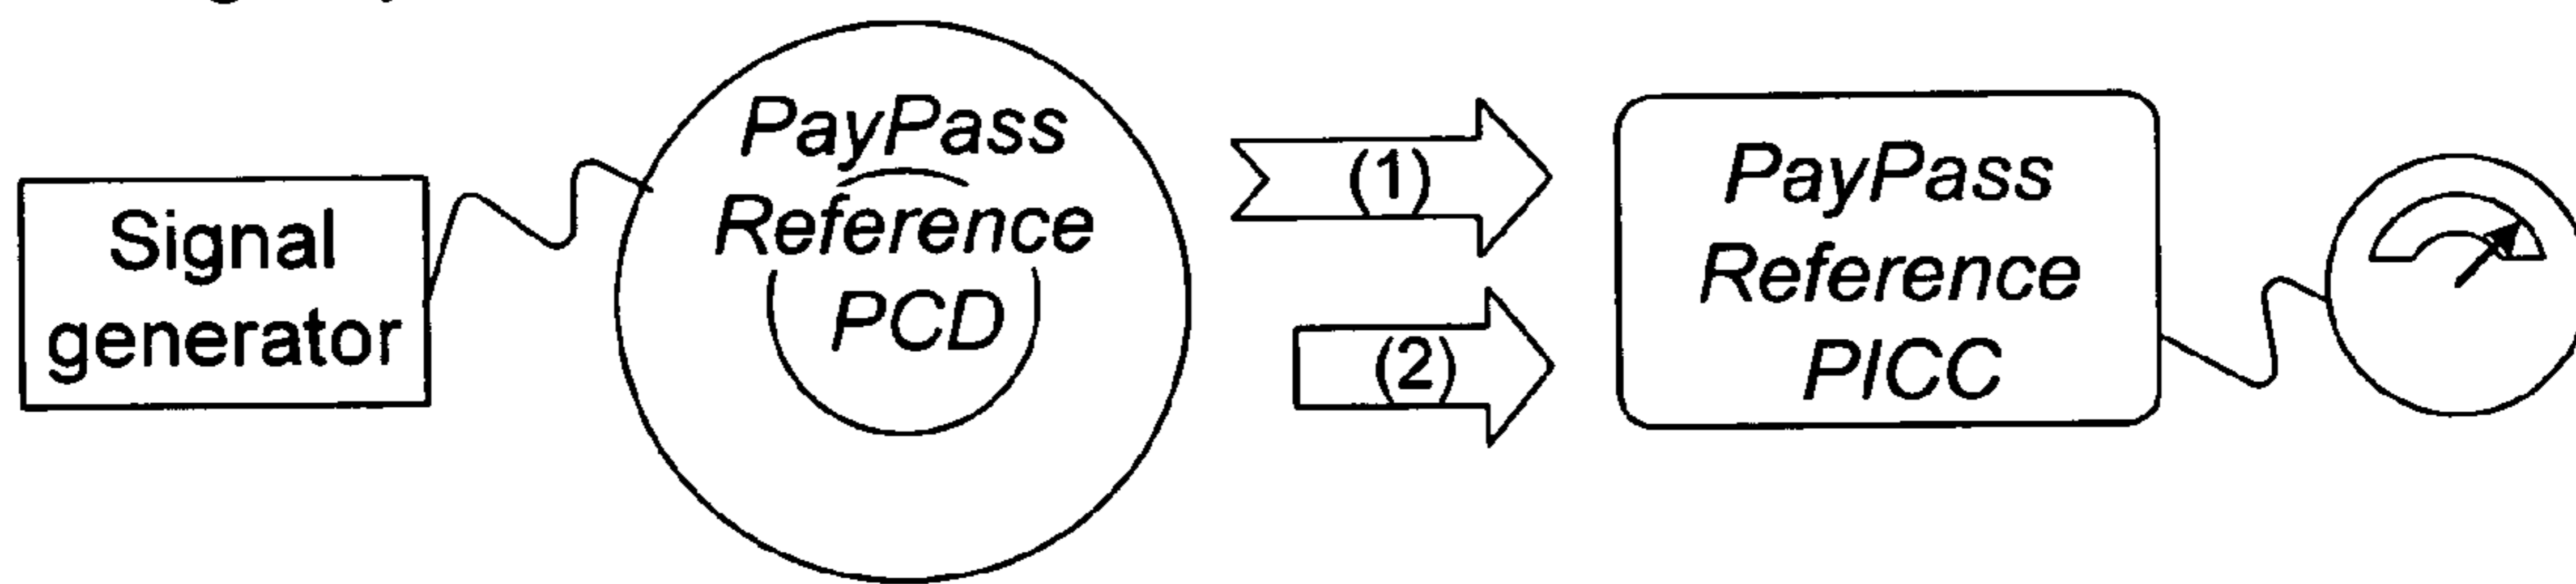 Signal
generator
PayPass
Reference
PCD
(1)
(2)
PayPass
Reference
PICC